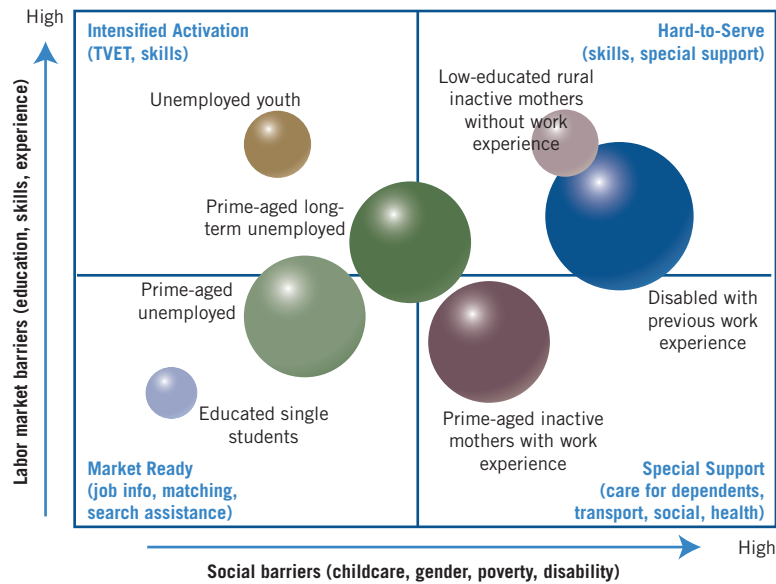 High
Labor market barriers (education, skills, experience)
Intensified Activation
(TVET, skills)
Hard-to-Serve
(skills, special support)
Unemployed youth
Low-educated rural
inactive mothers
without work
experience
Prime-aged long-
term unemployed
Prime-aged
unemployed
Disabled with
previous work
experience
Educated single
students
Prime-aged inactive
mothers with work
experience
Market Ready
(job info, matching,
search assistance)
Special Support
(care for dependents,
transport, social, health)
High
Social barriers (childcare, gender, poverty, disability)